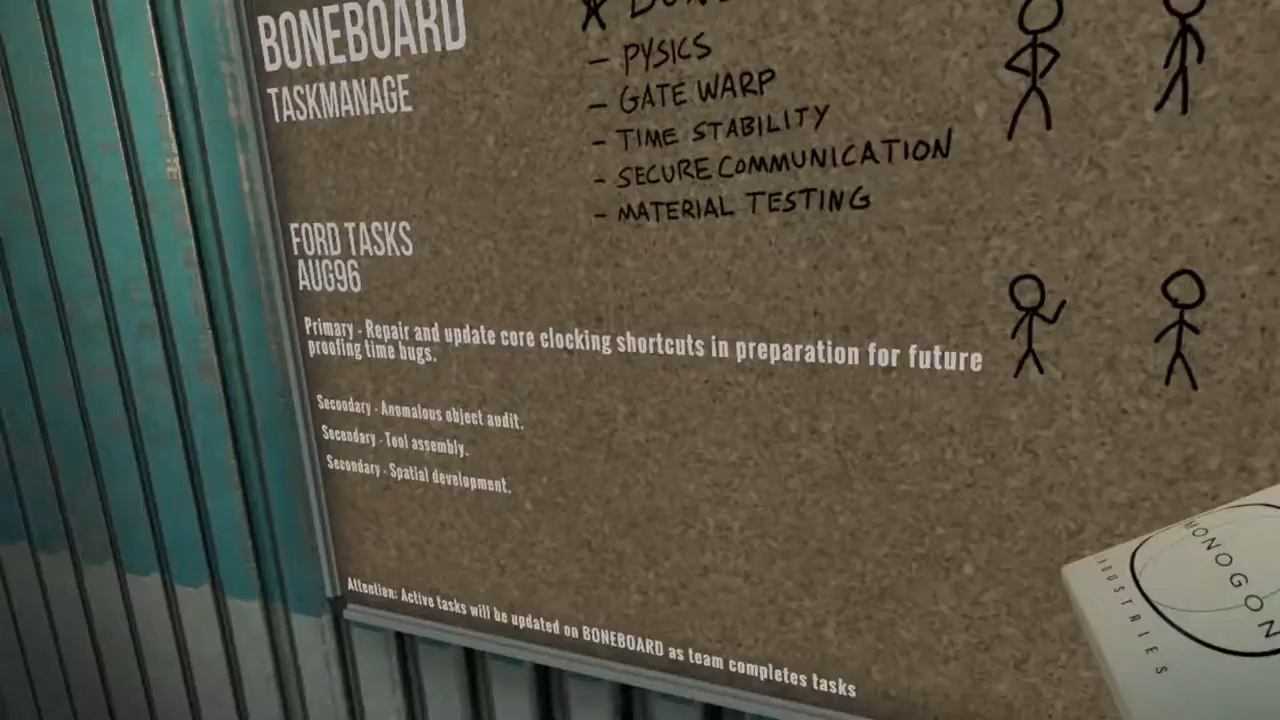 BONEBOARD
TASKMANAGE
- PYSICS
- GATE WARP
- TIME STABILITY
- SECURE COMMUNICATION
- MATERIAL TESTING
FORD TASKS
AUG96
Primary - Repair and update core clocking shortcuts in preparation for future
proofing time bugs.
Secondary - Anomalous object audit.
Secondary - Tool assembly.
Secondary - Spatial development.
Attention: Active tasks will be updated on BONEBOARD as team completes tasks
MONOGON